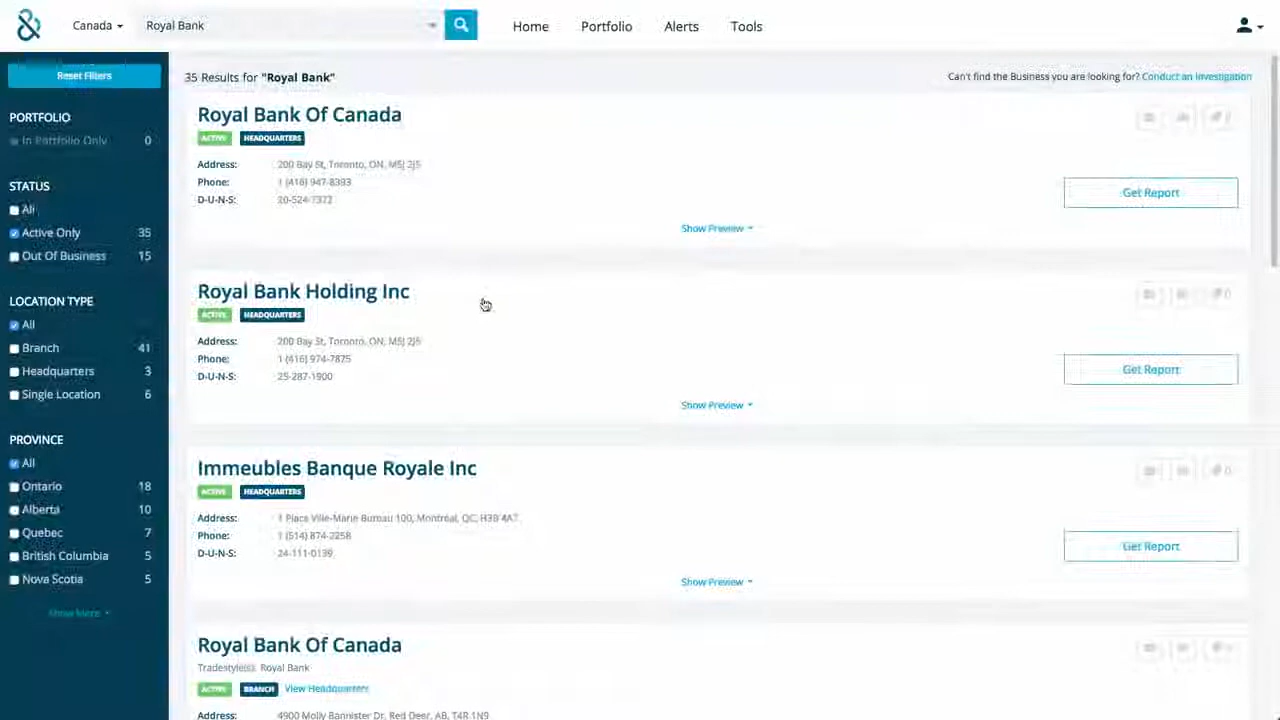 Canada
Royal Bank
Home
Portfolio
Alerts
Tools
Reset Filters
PORTFOLIO
In Portfolio Only 0
STATUS
All
Active Only 35
Out Of Business 15
LOCATION TYPE
All
Branch 41
Headquarters 3
Single Location 6
PROVINCE
All
Ontario 18
Alberta 10
Quebec 7
British Columbia 5
Nova Scotia 5
Show More
35 Results for "Royal Bank"
Can't find the Business you are looking for? Conduct an Investigation
Royal Bank Of Canada
ACTIVE HEADQUARTERS
Address: 200 Bay St, Toronto, ON, M5J 2J5
Phone: 1 (416) 947-8393
D-U-N-S: 20-524-7372
Get Report
Show Preview
Royal Bank Holding Inc
ACTIVE HEADQUARTERS
0
Address: 200 Bay St, Toronto, ON, M5J 2J5
Phone: 1 (416) 974-7875
D-U-N-S: 25-287-1900
Get Report
Show Preview
Immeubles Banque Royale Inc
ACTIVE HEADQUARTERS
0
Address: 1 Place Ville-Marie Bureau 100, Montréal, QC, H3B 4A7
Phone: 1 (514) 874-2258
D-U-N-S: 24-111-0139
Get Report
Show Preview
Royal Bank Of Canada
Tradestyle(s): Royal Bank
ACTIVE BRANCH View Headquarters
Address: 4900 Molly Bannister Dr, Red Deer, AB, T4R 1N9